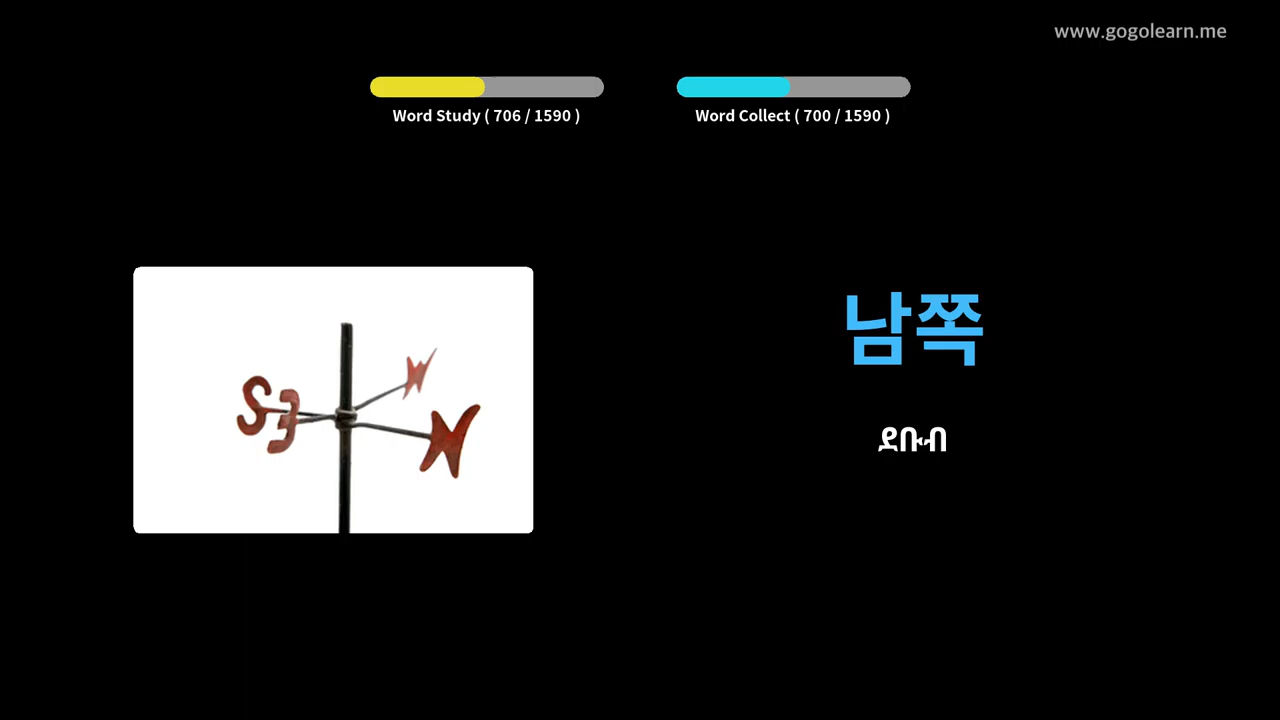 www.gogolearn.me
Word Study ( 706 / 1590 )
Word Collect ( 700 / 1590 )
S E N W
남쪽
ደቡብ